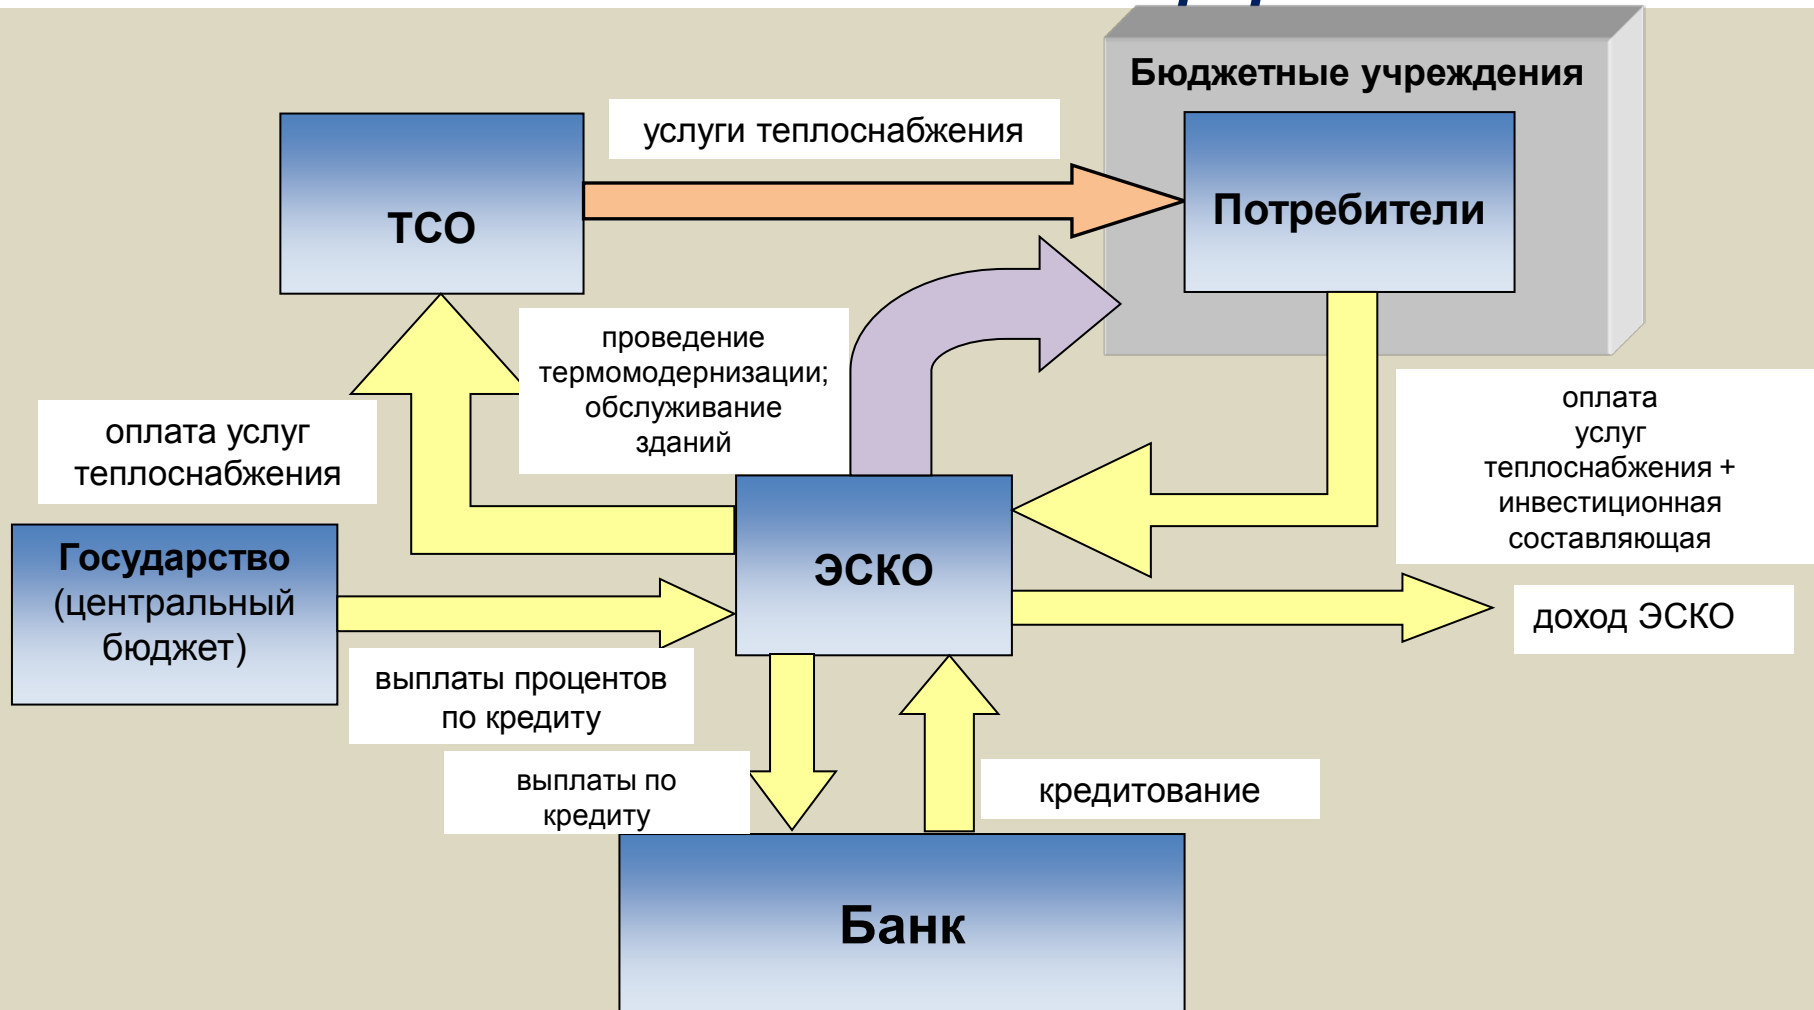 Бюджетные учреждения
услуги теплоснабжения
ТСО
Потребители
проведение
термомодернизации;
обслуживание
зданий
оплата услуг
теплоснабжения
оплата
услуг
теплоснабжения +
инвестиционная
составляющая
Государство
(центральный
бюджет)
ЭСКО
доход ЭСКО
выплаты процентов
по кредиту
выплаты по
кредиту
кредитование
Банк